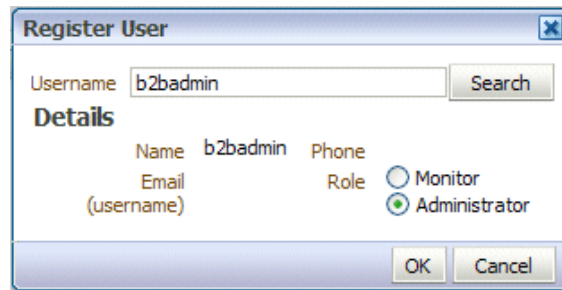 Register User
Username b2badmin Search
Details
Name b2badmin Phone
Email Role Monitor
(username) Administrator
OK Cancel